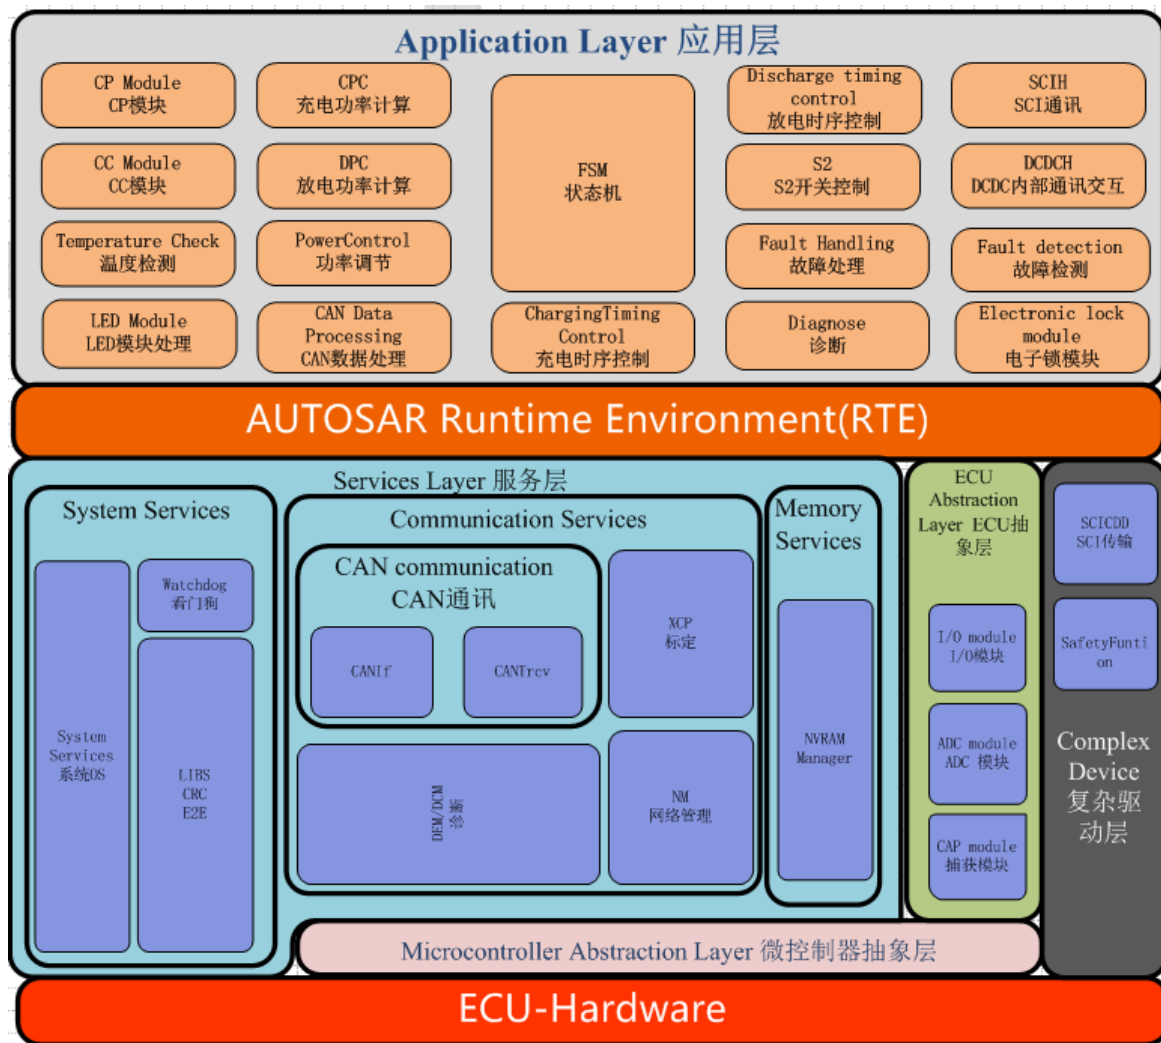 Application Layer 应用层
CP Module
CP模块
CPC
充电功率计算
FSM
状态机
Discharge timing
control
放电时序控制
SCIH
SCI通讯
CC Module
CC模块
DPC
放电功率计算
S2
S2开关控制
DCDCH
DCDC内部通讯交互
Temperature Check
温度检测
PowerControl
功率调节
Fault Handling
故障处理
Fault detection
故障检测
LED Module
LED模块处理
CAN Data
Processing
CAN数据处理
ChargingTiming
Control
充电时序控制
Diagnose
诊断
Electronic lock
module
电子锁模块
AUTOSAR Runtime Environment(RTE)
Services Layer 服务层
System Services
System
Services
系统OS
Watchdog
看门狗
LIBS
CRC
E2E
Communication Services
CAN communication
CAN通讯
CANIf
CANTrcv
XCP
标定
DEM/DCM
诊断
NM
网络管理
Memory
Services
NVRAM
Manager
ECU
Abstraction
Layer ECU抽
象层
I/O module
I/O模块
ADC module
ADC 模块
CAP module
捕获模块
SCICDD
SCI传输
SafetyFunti
on
Complex
Device
复杂驱
动层
Microcontroller Abstraction Layer 微控制器抽象层
ECU-Hardware